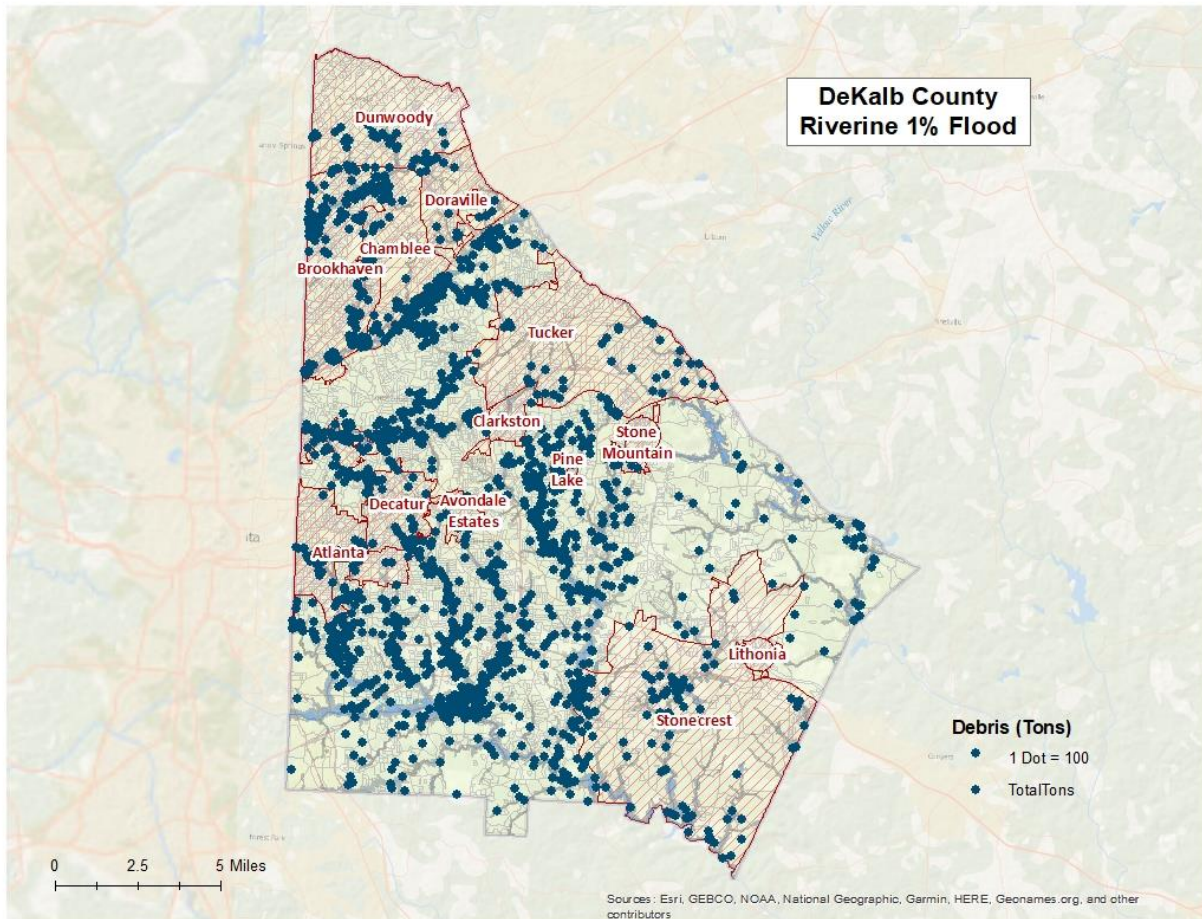 DeKalb County
Riverine 1% Flood
Dunwoody
Doraville
Chamblee
Brookhaven
Tucker
Clarkston
Stone
Mountain
Pine
Lake
Decatur
Avondale
Estates
Atlanta
Lithonia
Stonecrest
Yellow River
Debris (Tons)
1 Dot = 100
TotalTons
0 2.5 5 Miles
Sources: Esri, GEBCO, NOAA, National Geographic, Garmin, HERE, Geonames.org, and other
contributors